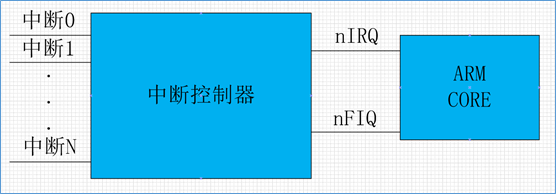 中断0
中断1
.
.
.
中断N
中断控制器
nIRQ
nFIQ
ARM
CORE